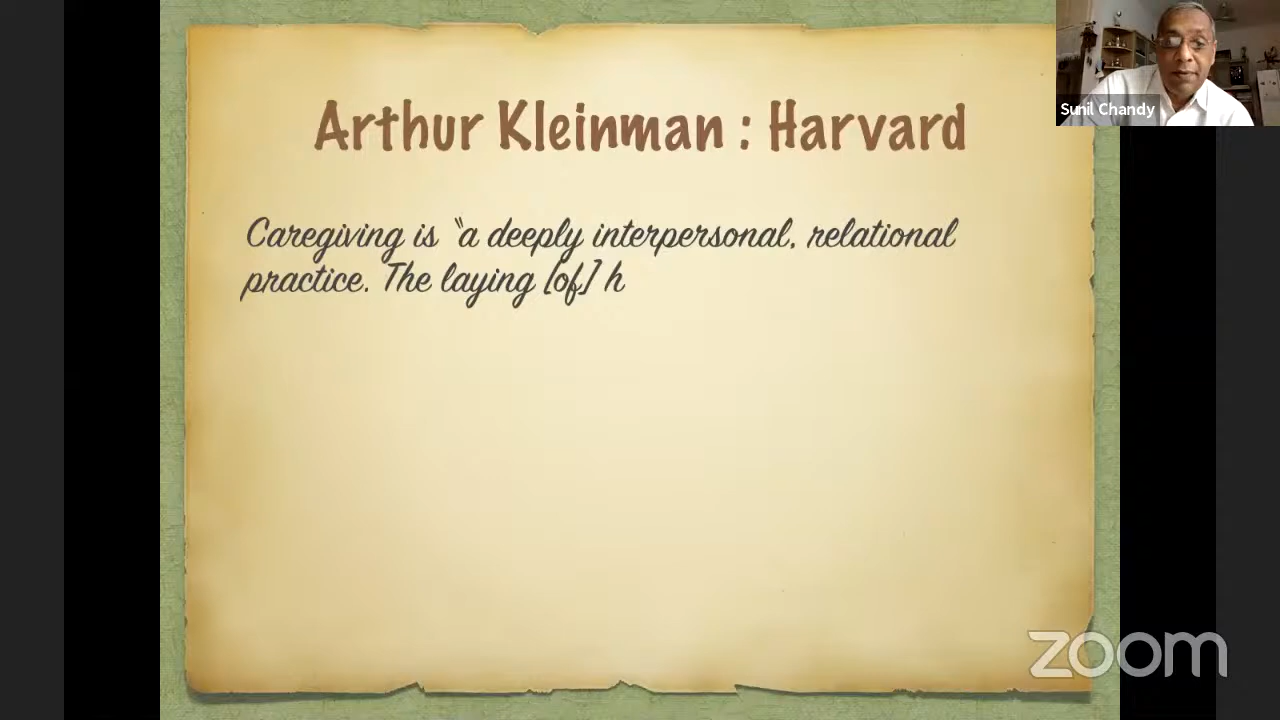 Arthur Kleinman : Harvard
Sunil Chandy
Caregiving is “a deeply interpersonal, relational
practice. The laying [of] h
zoom